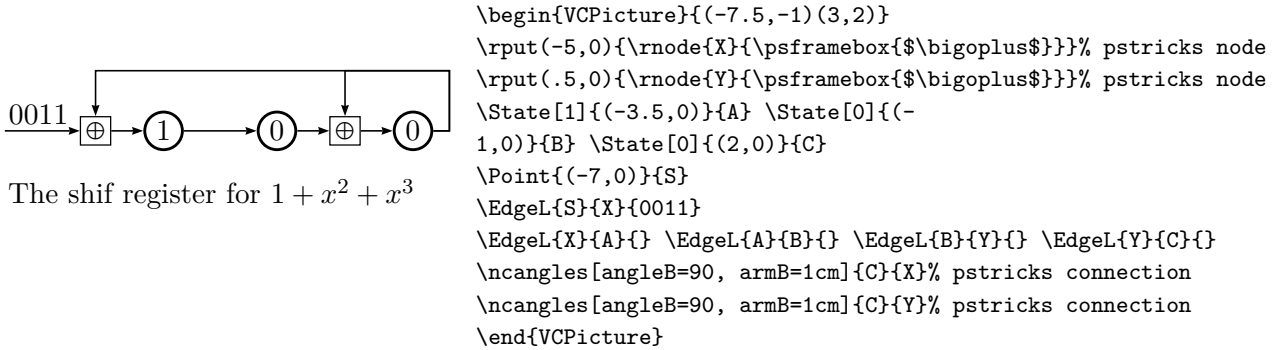 0011
⊕ 1 0 ⊕ 0
The shif register for 1 + x² + x³
\begin{VCPicture}{(-7.5,-1)(3,2)}
\rput(-5,0){\rnode{X}{\psframebox{$\bigoplus$}}}% pstricks node
\rput(.5,0){\rnode{Y}{\psframebox{$\bigoplus$}}}% pstricks node
\State[1]{(-3.5,0)}{A} \State[0]{(-
1,0)}{B} \State[0]{(2,0)}{C}
\Point{(-7,0)}{S}
\EdgeL{S}{X}{0011}
\EdgeL{X}{A}{} \EdgeL{A}{B}{} \EdgeL{B}{Y}{} \EdgeL{Y}{C}{}
\ncangles[angleB=90, armB=1cm]{C}{X}% pstricks connection
\ncangles[angleB=90, armB=1cm]{C}{Y}% pstricks connection
\end{VCPicture}